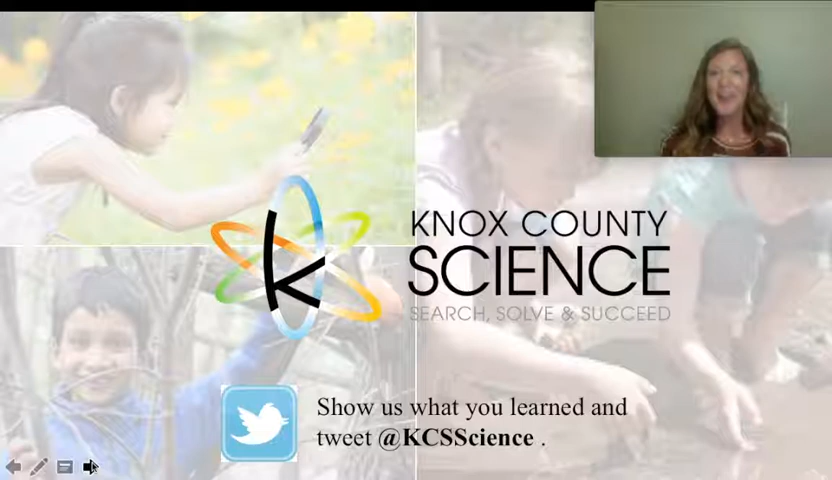 KNOX COUNTY
SCIENCE
SEARCH, SOLVE & SUCCEED
Show us what you learned and
tweet @KCSScience .